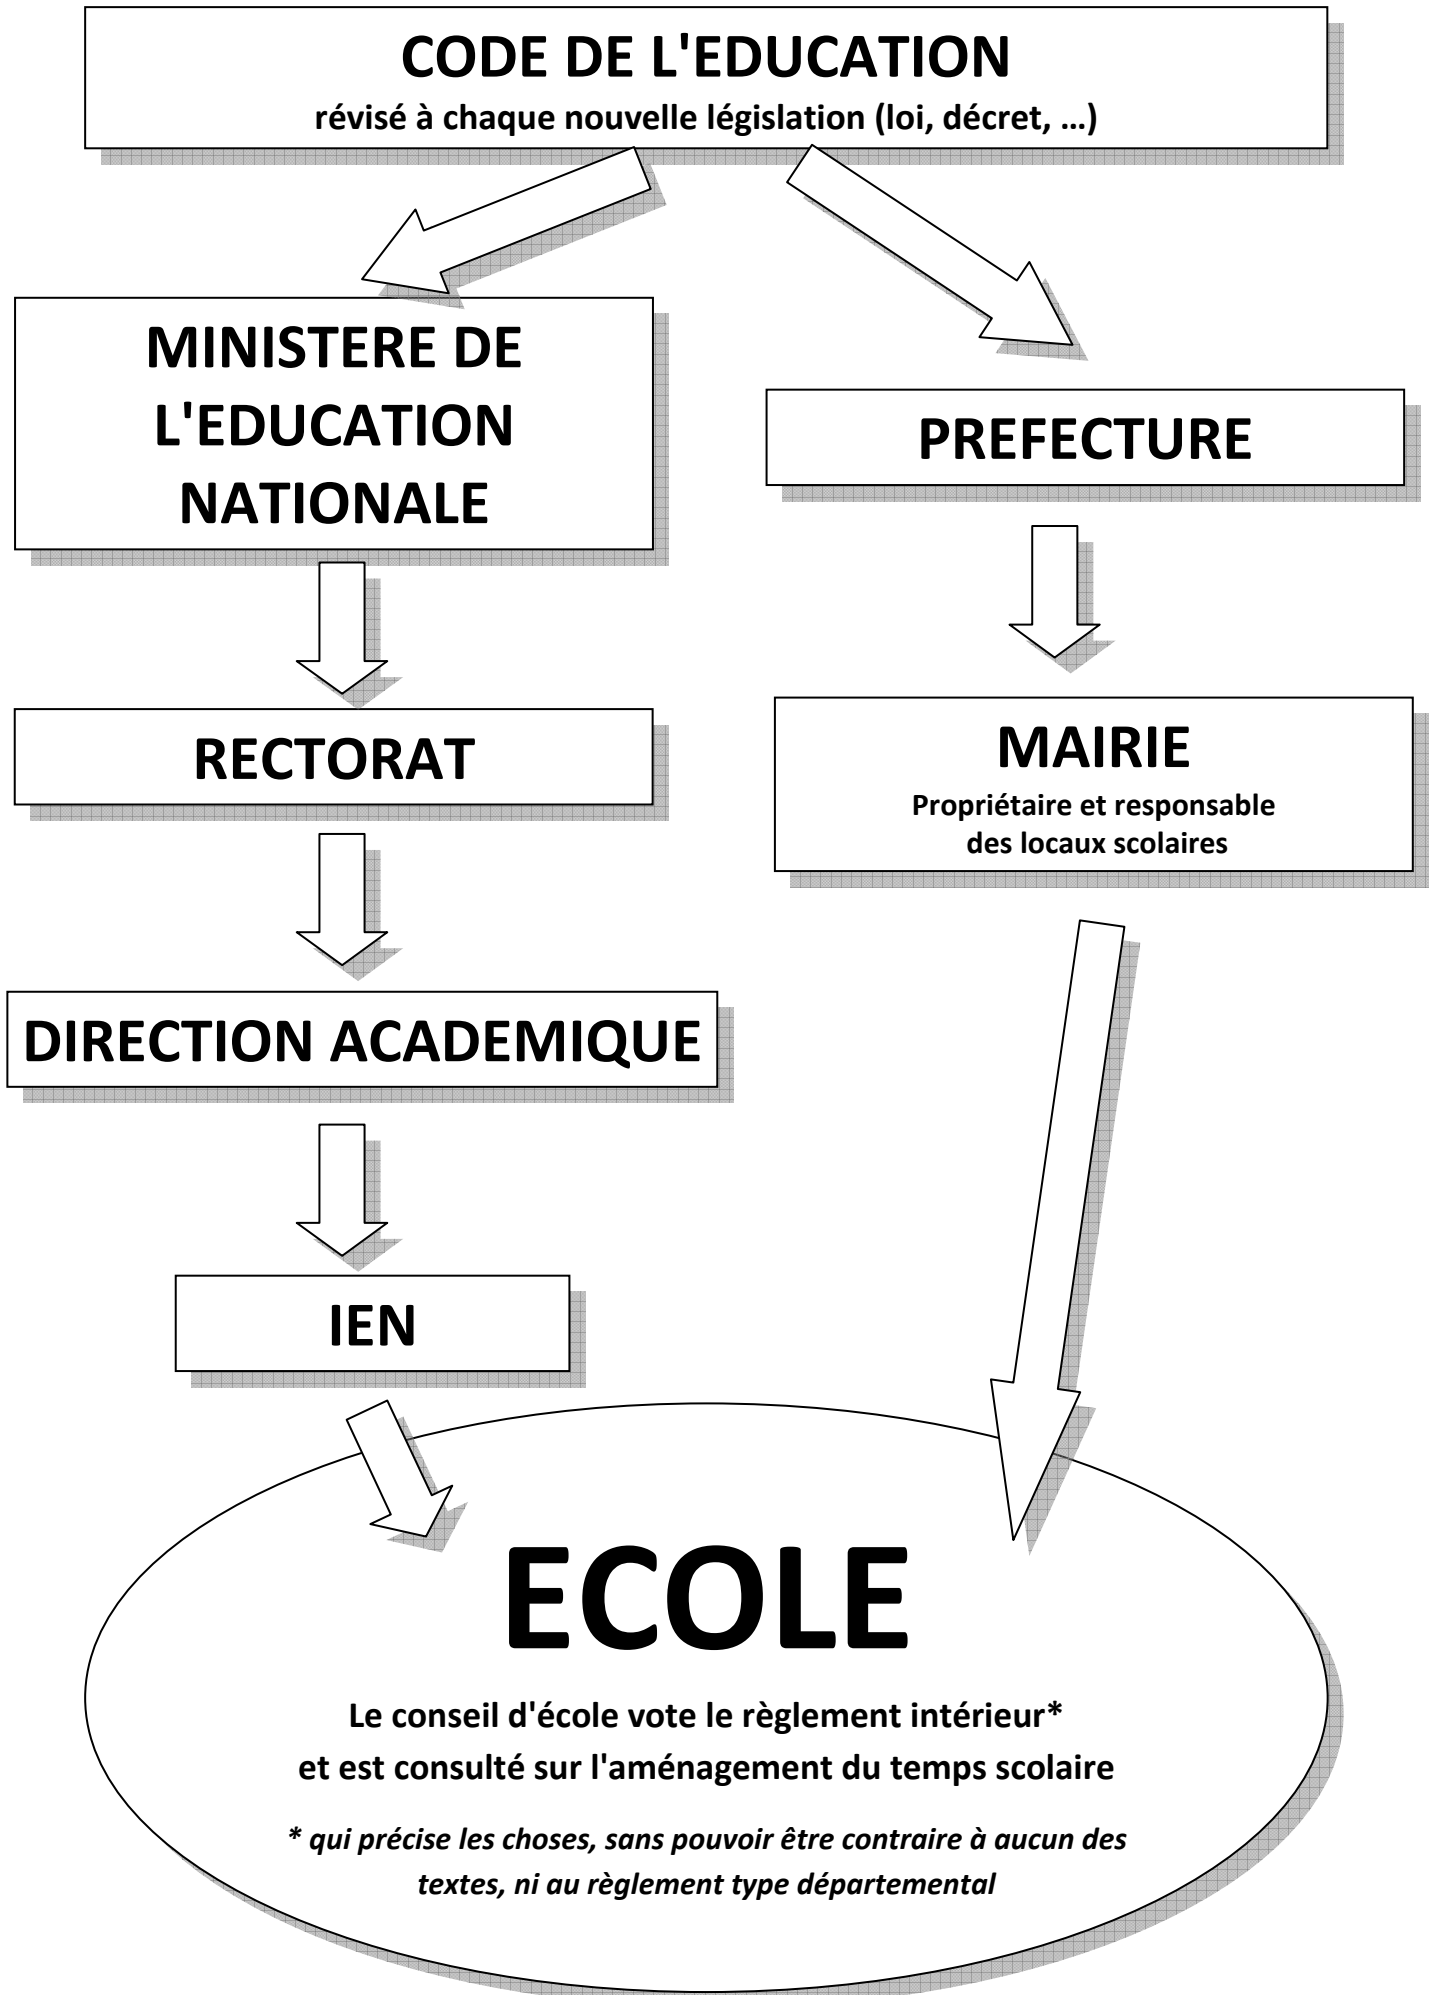 CODE DE L'EDUCATION
révisé à chaque nouvelle législation (loi, décret, …)
MINISTERE DE
L'EDUCATION
NATIONALE
PREFECTURE
RECTORAT
MAIRIE
Propriétaire et responsable
des locaux scolaires
DIRECTION ACADEMIQUE
IEN
ECOLE
Le conseil d'école vote le règlement intérieur*
et est consulté sur l'aménagement du temps scolaire
* qui précise les choses, sans pouvoir être contraire à aucun des
textes, ni au règlement type départemental